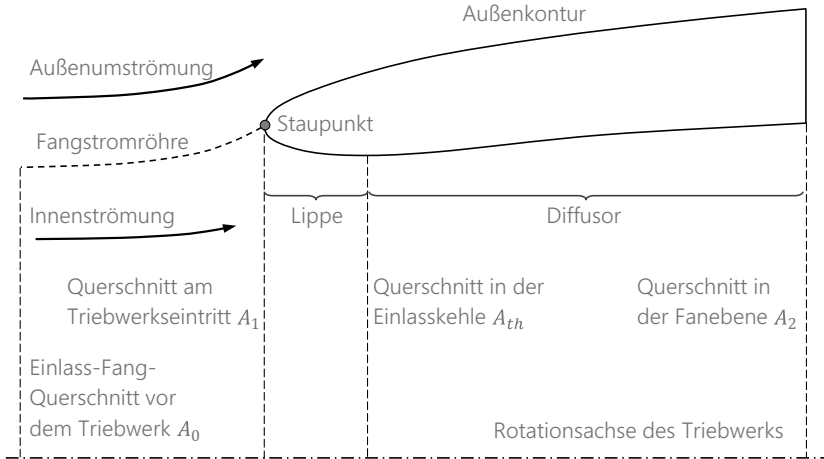 Außenkontur
Außenumströmung
Staupunkt
Fangstromröhre
Innenströmung
Lippe
Diffusor
Querschnitt am
Triebwerkseintritt A₁
Querschnitt in der
Einlasskehle Aₜₕ
Querschnitt in
der Fanebene A₂
Einlass-Fang-
Querschnitt vor
dem Triebwerk A₀
Rotationsachse des Triebwerks